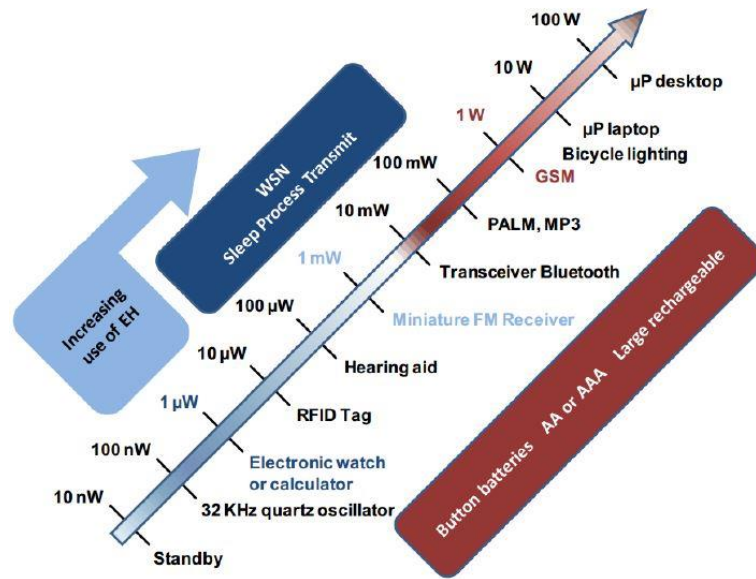 100 W
µP desktop
10 W
µP laptop
Bicycle lighting
1 W
GSM
100 mW
PALM, MP3
10 mW
Transceiver Bluetooth
1 mW
Miniature FM Receiver
100 µW
Hearing aid
10 µW
RFID Tag
1 µW
Electronic watch
or calculator
100 nW
32 KHz quartz oscillator
10 nW
Standby
WSN
Sleep Process Transmit
Increasing
use of EH
Button batteries AA or AAA Large rechargeable